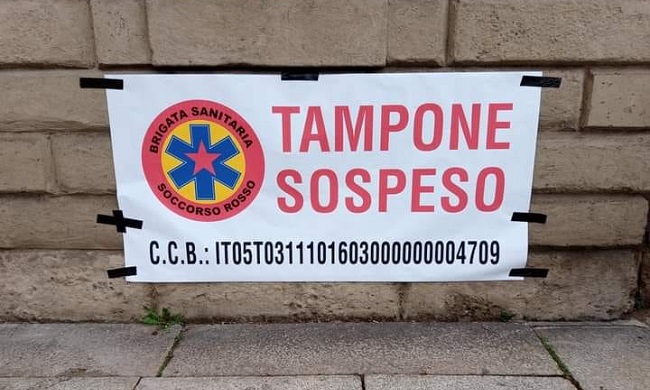 BRIGATA SANITARIA
SOCCORSO ROSSO
TAMPONE
SOSPESO
C.C.B.: IT05T0311101603000000004709